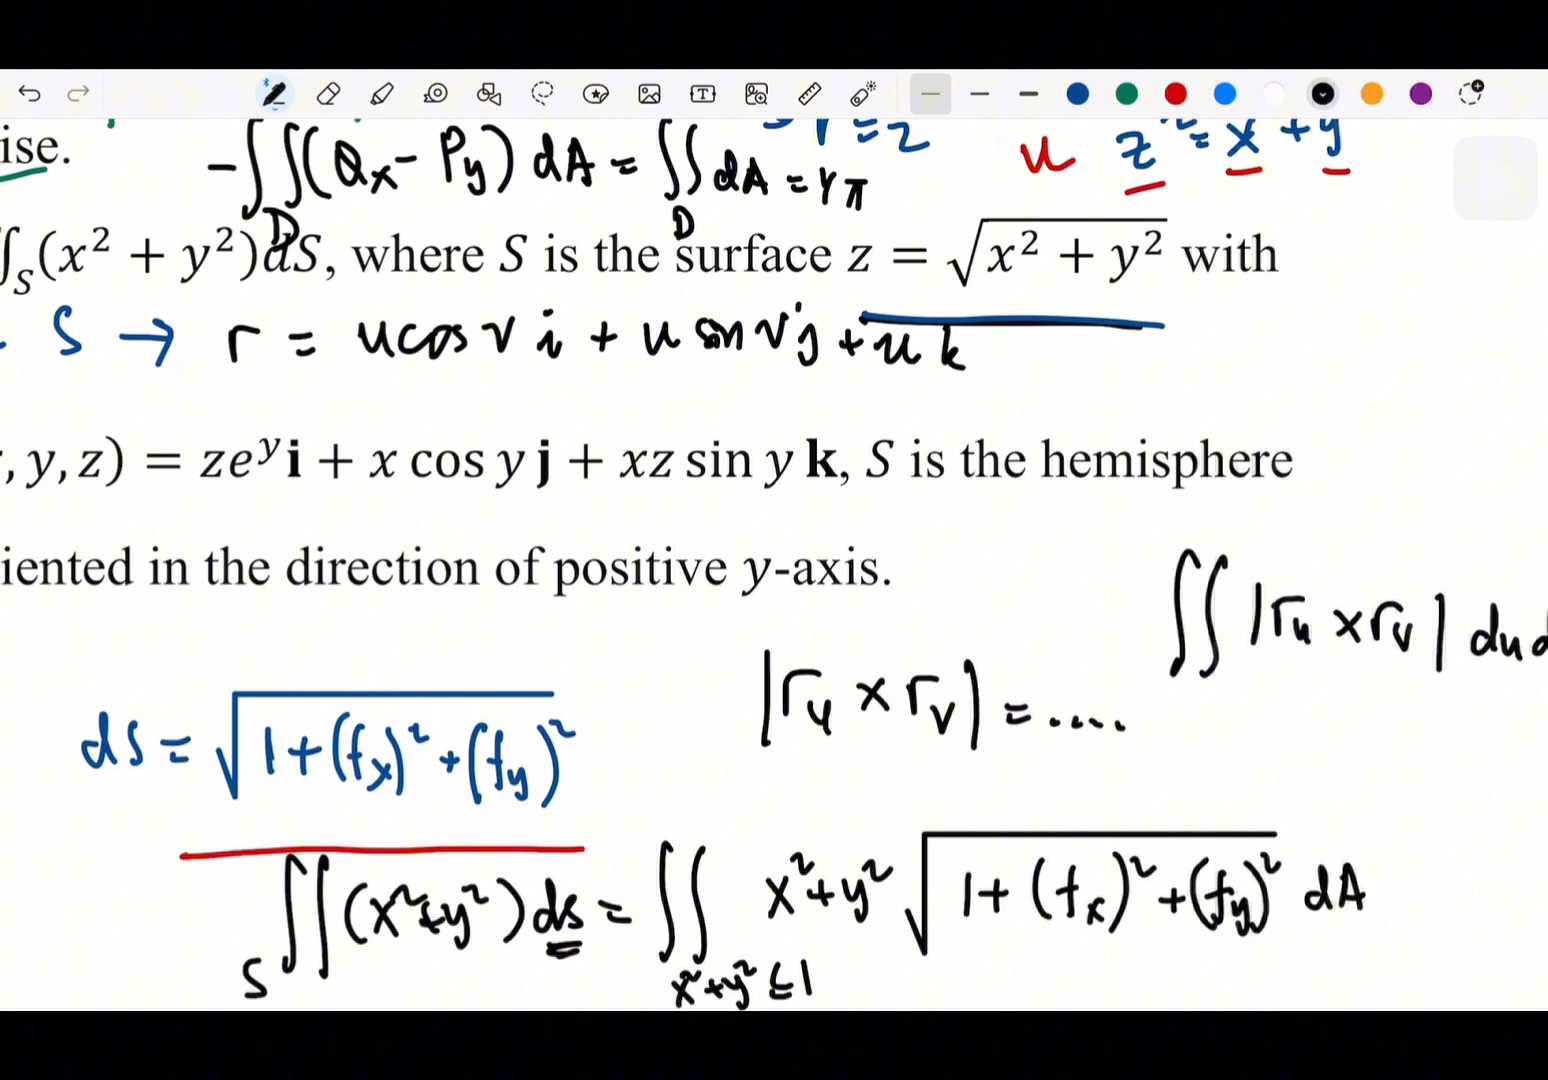 ise. -∬(Qx - Py) dA = ∬ dA = 4π r = 2 u z² = x² + y²
D D
∫∫S(x² + y²)dS, where S is the surface z = √x² + y² with
S → r = u cos v i + u sin v j + u k
, y, z) = ze^y i + x cos y j + xz sin y k, S is the hemisphere
iented in the direction of positive y-axis.
∬ |ru × rv| du d
|ru × rv| = .....
ds = √1 + (fx)² + (fy)²
∬ (x² + y²) ds = ∬ x² + y² √1 + (fx)² + (fy)² dA
S x² + y² ≤ 1